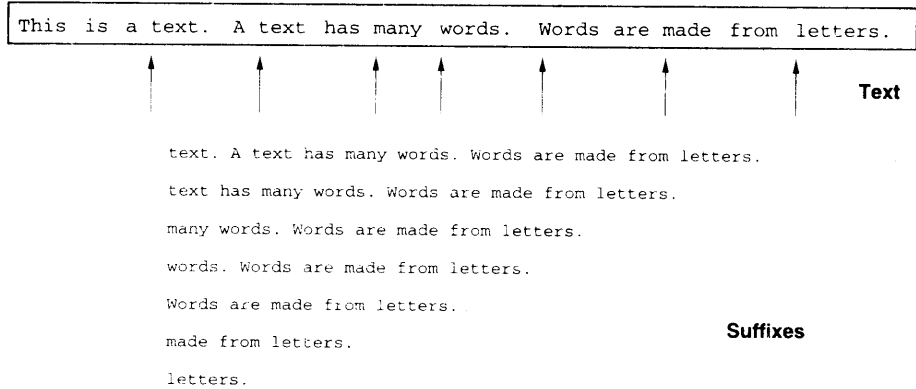 This is a text. A text has many words. Words are made from letters.
Text
text. A text has many words. Words are made from letters.
text has many words. Words are made from letters.
many words. Words are made from letters.
words. Words are made from letters.
Words are made from letters.
Suffixes
made from letters.
letters.